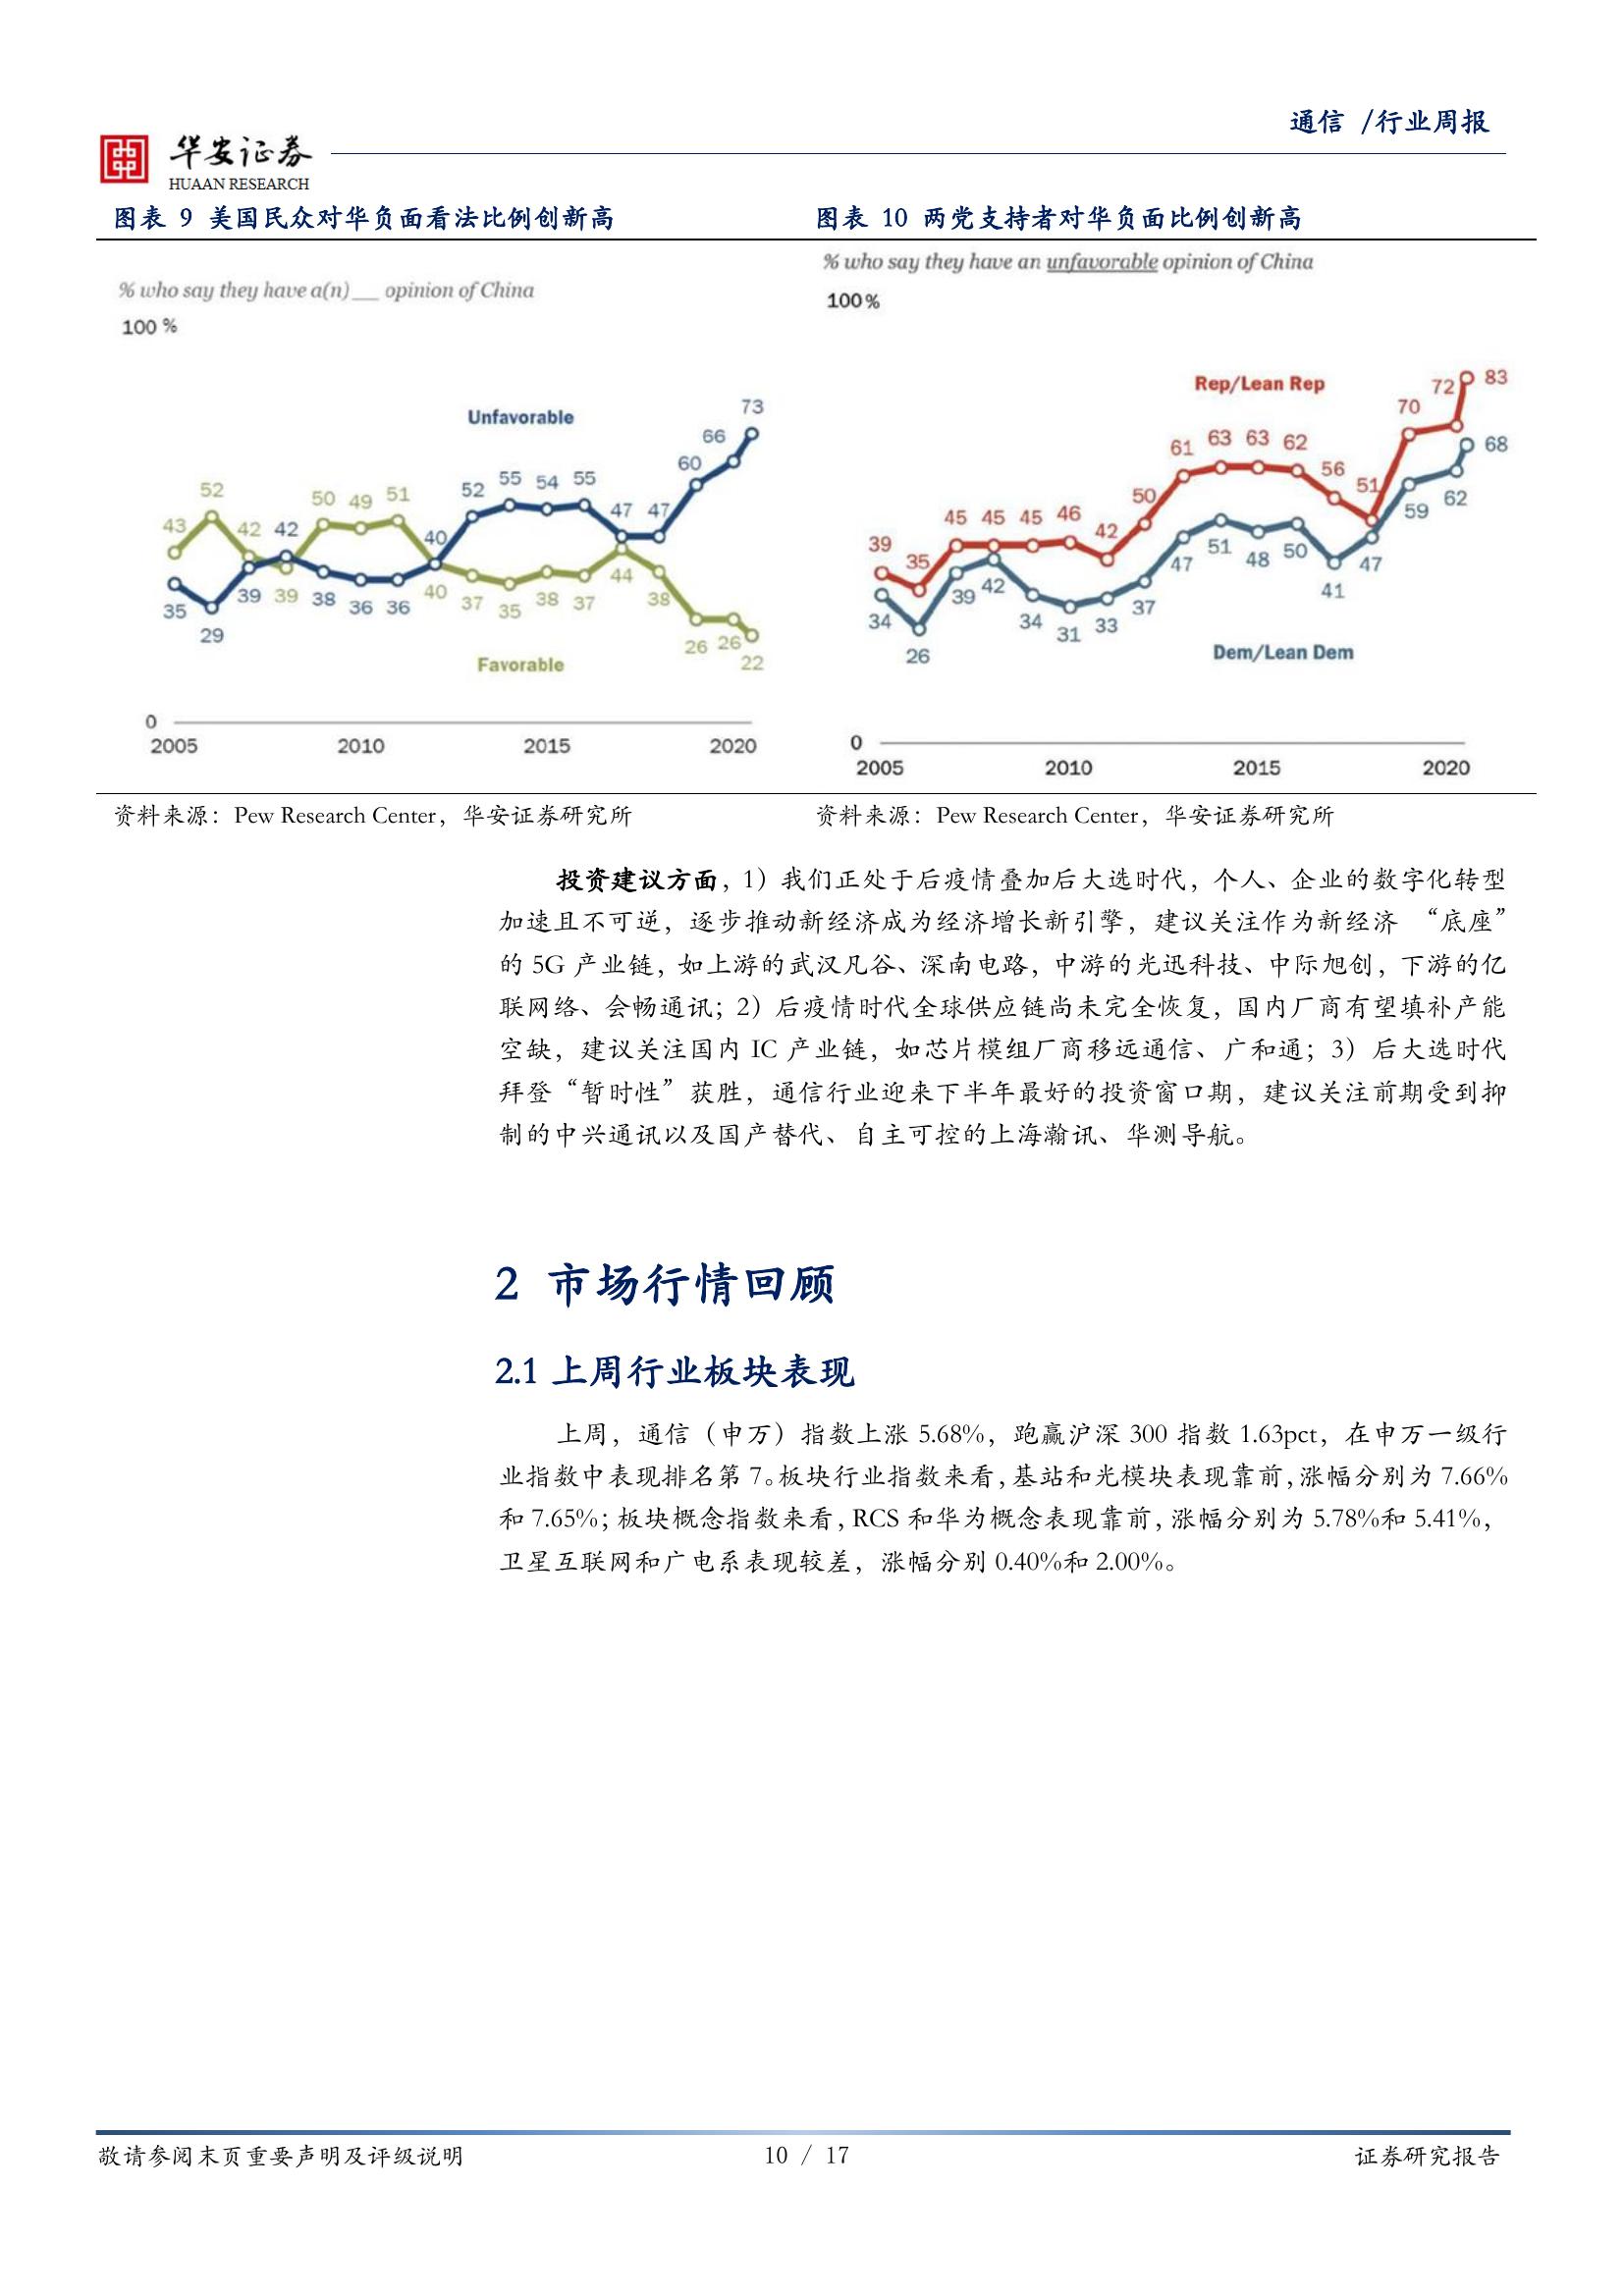 通信 /行业周报
华安证券
HUAAN RESEARCH
图表 9 美国民众对华负面看法比例创新高
% who say they have a(n)__ opinion of China
100 %
Unfavorable
35 29 39 42 38 36 36 40 52 55 54 55 47 47 60 66 73
43 52 42 39 50 49 51 40 37 35 38 37 44 38 26 26 22
Favorable
0
2005 2010 2015 2020
资料来源：Pew Research Center，华安证券研究所
图表 10 两党支持者对华负面比例创新高
% who say they have an unfavorable opinion of China
100%
Rep/Lean Rep
39 35 45 45 45 46 42 50 61 63 63 62 56 51 70 72 83
34 26 39 42 34 31 33 37 47 51 48 50 41 47 59 62 68
Dem/Lean Dem
0
2005 2010 2015 2020
资料来源：Pew Research Center，华安证券研究所
投资建议方面，1）我们正处于后疫情叠加后大选时代，个人、企业的数字化转型
加速且不可逆，逐步推动新经济成为经济增长新引擎，建议关注作为新经济 “底座”
的 5G 产业链，如上游的武汉凡谷、深南电路，中游的光迅科技、中际旭创，下游的亿
联网络、会畅通讯；2）后疫情时代全球供应链尚未完全恢复，国内厂商有望填补产能
空缺，建议关注国内 IC 产业链，如芯片模组厂商移远通信、广和通；3）后大选时代
拜登“暂时性”获胜，通信行业迎来下半年最好的投资窗口期，建议关注前期受到抑
制的中兴通讯以及国产替代、自主可控的上海瀚讯、华测导航。
2 市场行情回顾
2.1 上周行业板块表现
上周，通信（申万）指数上涨 5.68%，跑赢沪深 300 指数 1.63pct，在申万一级行
业指数中表现排名第 7。板块行业指数来看，基站和光模块表现靠前，涨幅分别为 7.66%
和 7.65%；板块概念指数来看，RCS 和华为概念表现靠前，涨幅分别为 5.78%和 5.41%，
卫星互联网和广电系表现较差，涨幅分别 0.40%和 2.00%。
敬请参阅末页重要声明及评级说明
10 / 17
证券研究报告